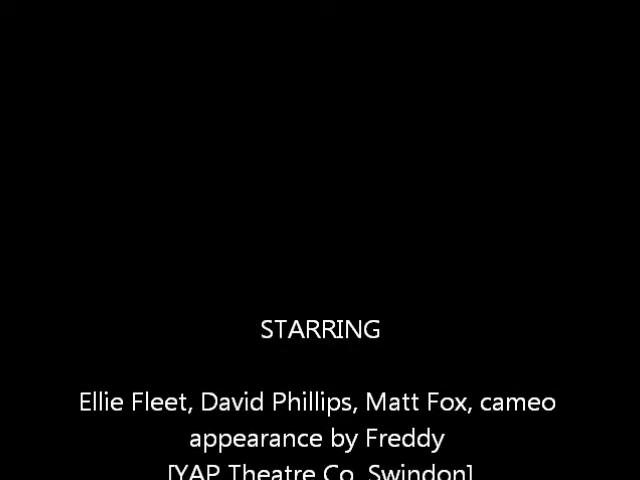 STARRING
Ellie Fleet, David Phillips, Matt Fox, cameo
appearance by Freddy
[YAP Theatre Co. Swindon]